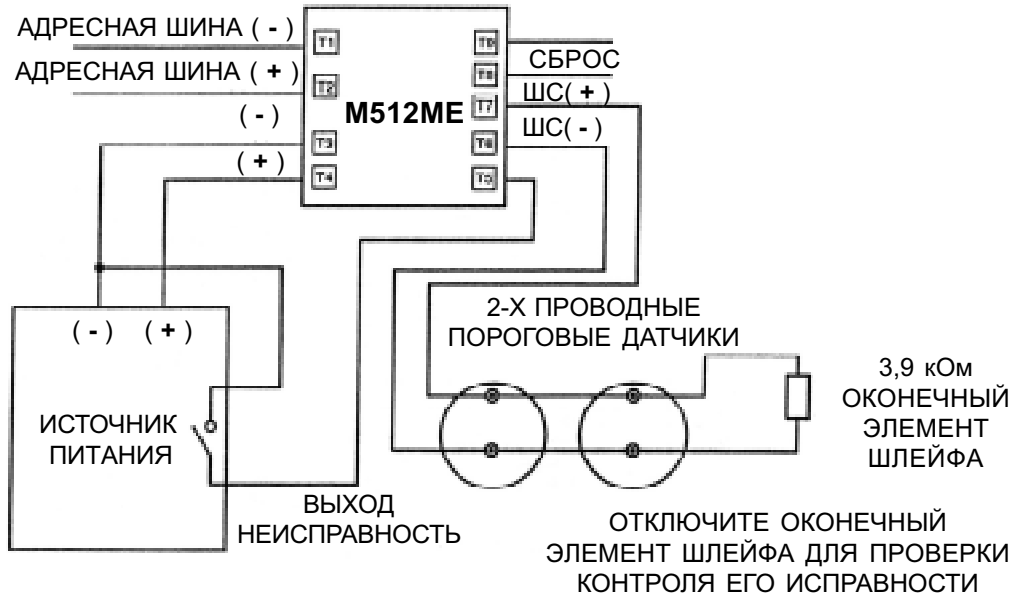 АДРЕСНАЯ ШИНА ( - )
АДРЕСНАЯ ШИНА ( + )
( - )
( + )
T1
T2
T3
T4
M512ME
T9
T8
T7
T6
T5
СБРОС
ШС( + )
ШС( - )
( - ) ( + )
ИСТОЧНИК
ПИТАНИЯ
ВЫХОД
НЕИСПРАВНОСТЬ
2-Х ПРОВОДНЫЕ
ПОРОГОВЫЕ ДАТЧИКИ
3,9 кОм
ОКОНЕЧНЫЙ
ЭЛЕМЕНТ
ШЛЕЙФА
ОТКЛЮЧИТЕ ОКОНЕЧНЫЙ
ЭЛЕМЕНТ ШЛЕЙФА ДЛЯ ПРОВЕРКИ
КОНТРОЛЯ ЕГО ИСПРАВНОСТИ